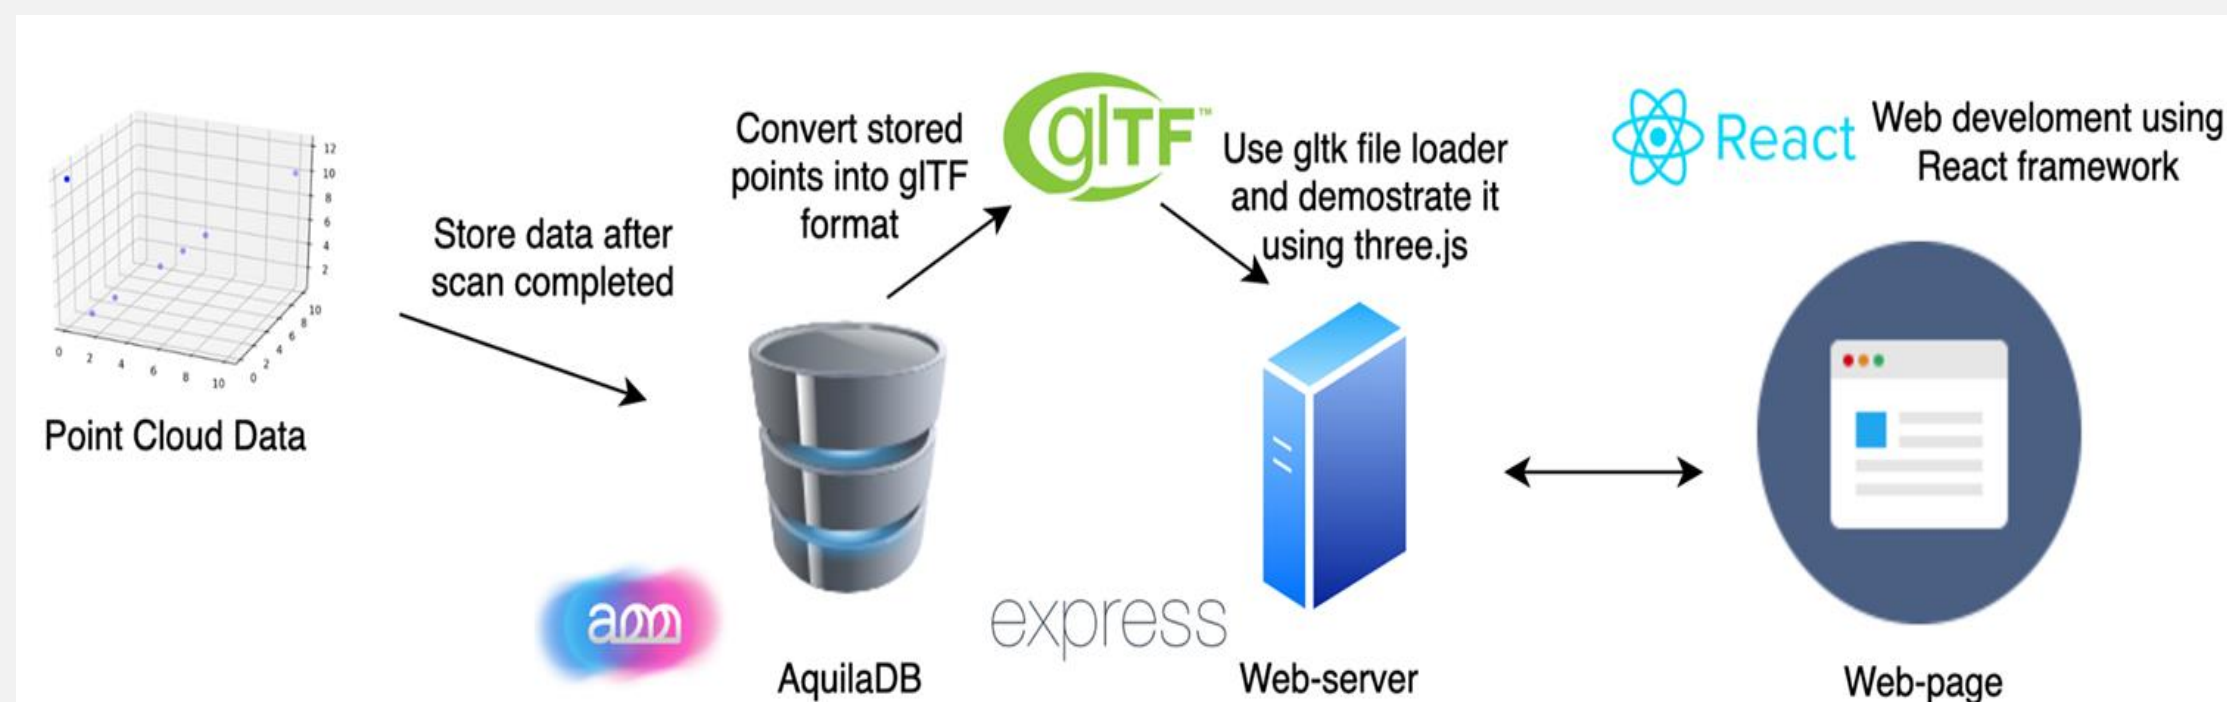 12
10
8
6
4
2
10
8
6
4
2
0
0
2
4
6
8
10
Point Cloud Data
Store data after
scan completed
Convert stored
points into glTF
format
glTF™
Use gltk file loader
and demostrate it
using three.js
React
Web develoment using
React framework
AquilaDB
express
Web-server
Web-page